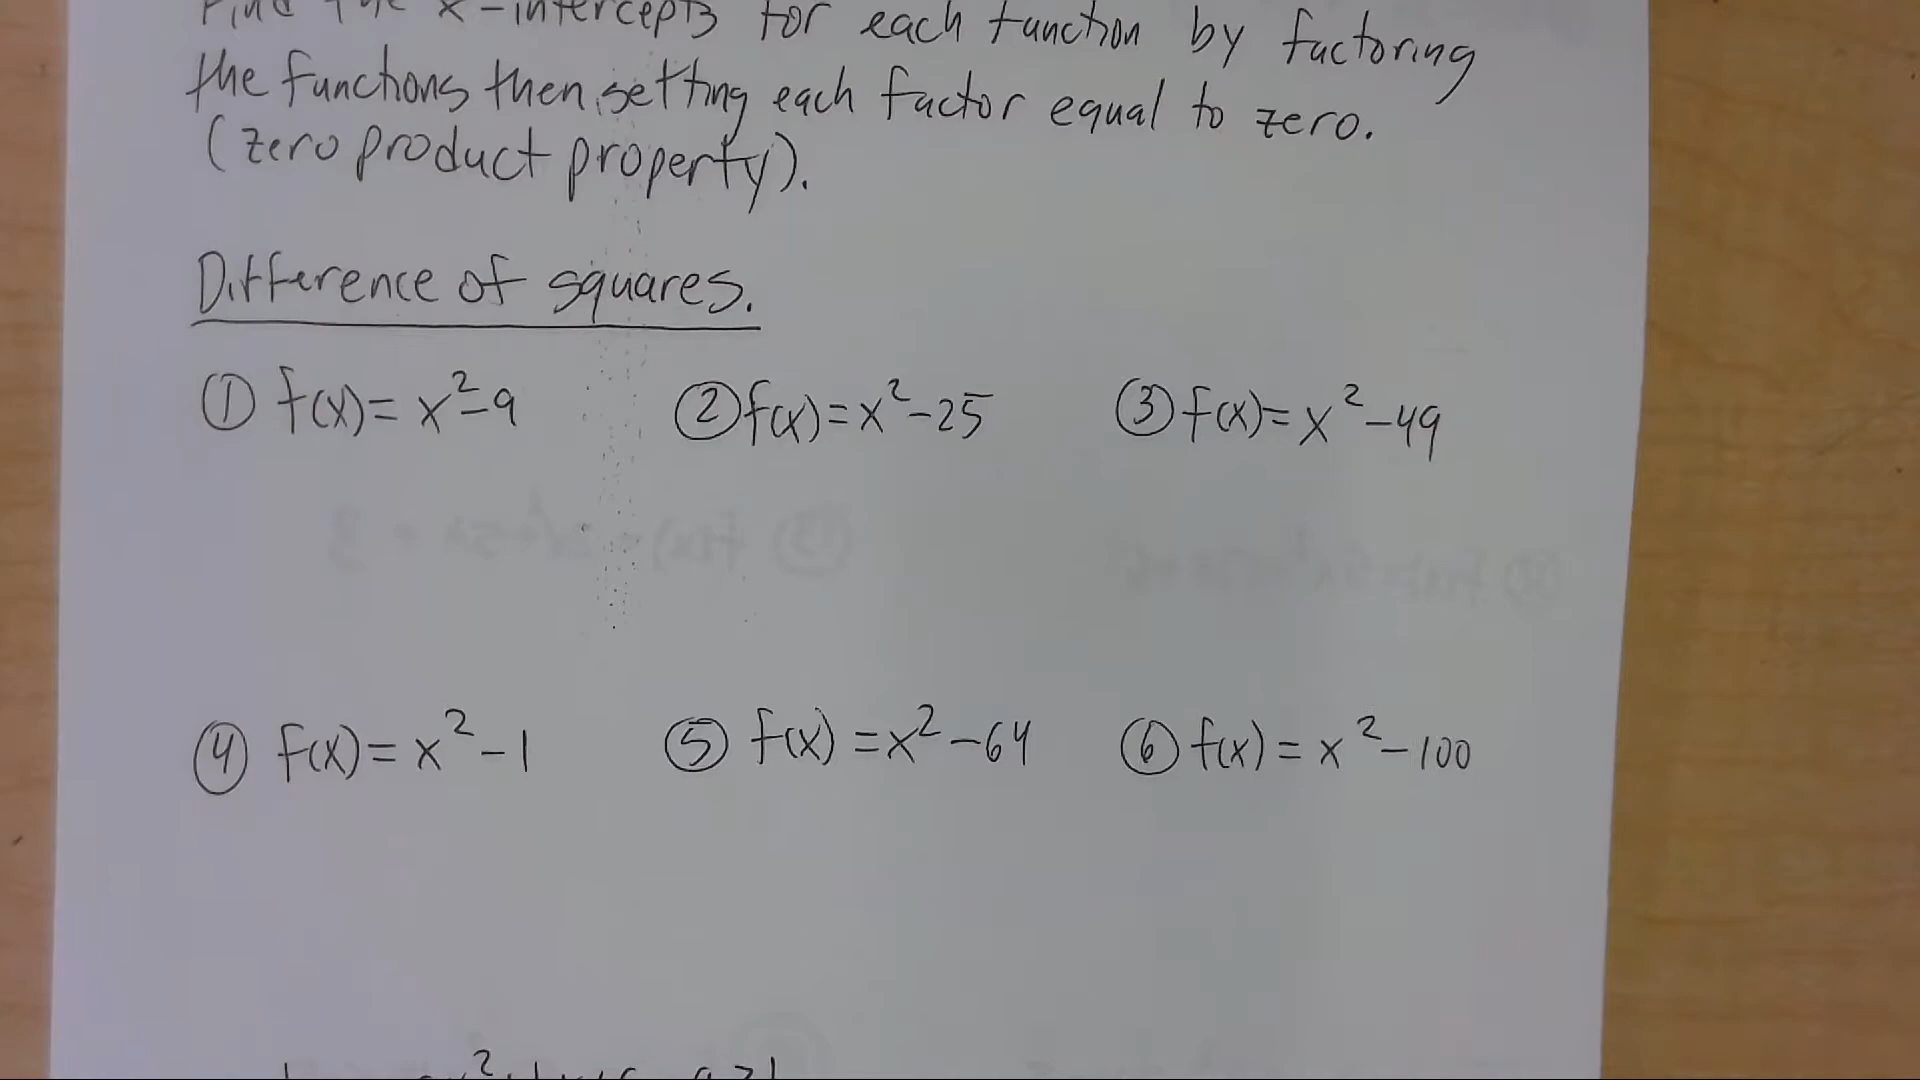 Find the x-intercepts for each function by factoring
the functions then setting each factor equal to zero.
(zero product property).
Difference of squares.
① f(x)= x²-9 ② f(x)=x²-25 ③ f(x)= x²-49
④ f(x)= x²-1 ⑤ f(x)=x²-64 ⑥ f(x)= x²-100